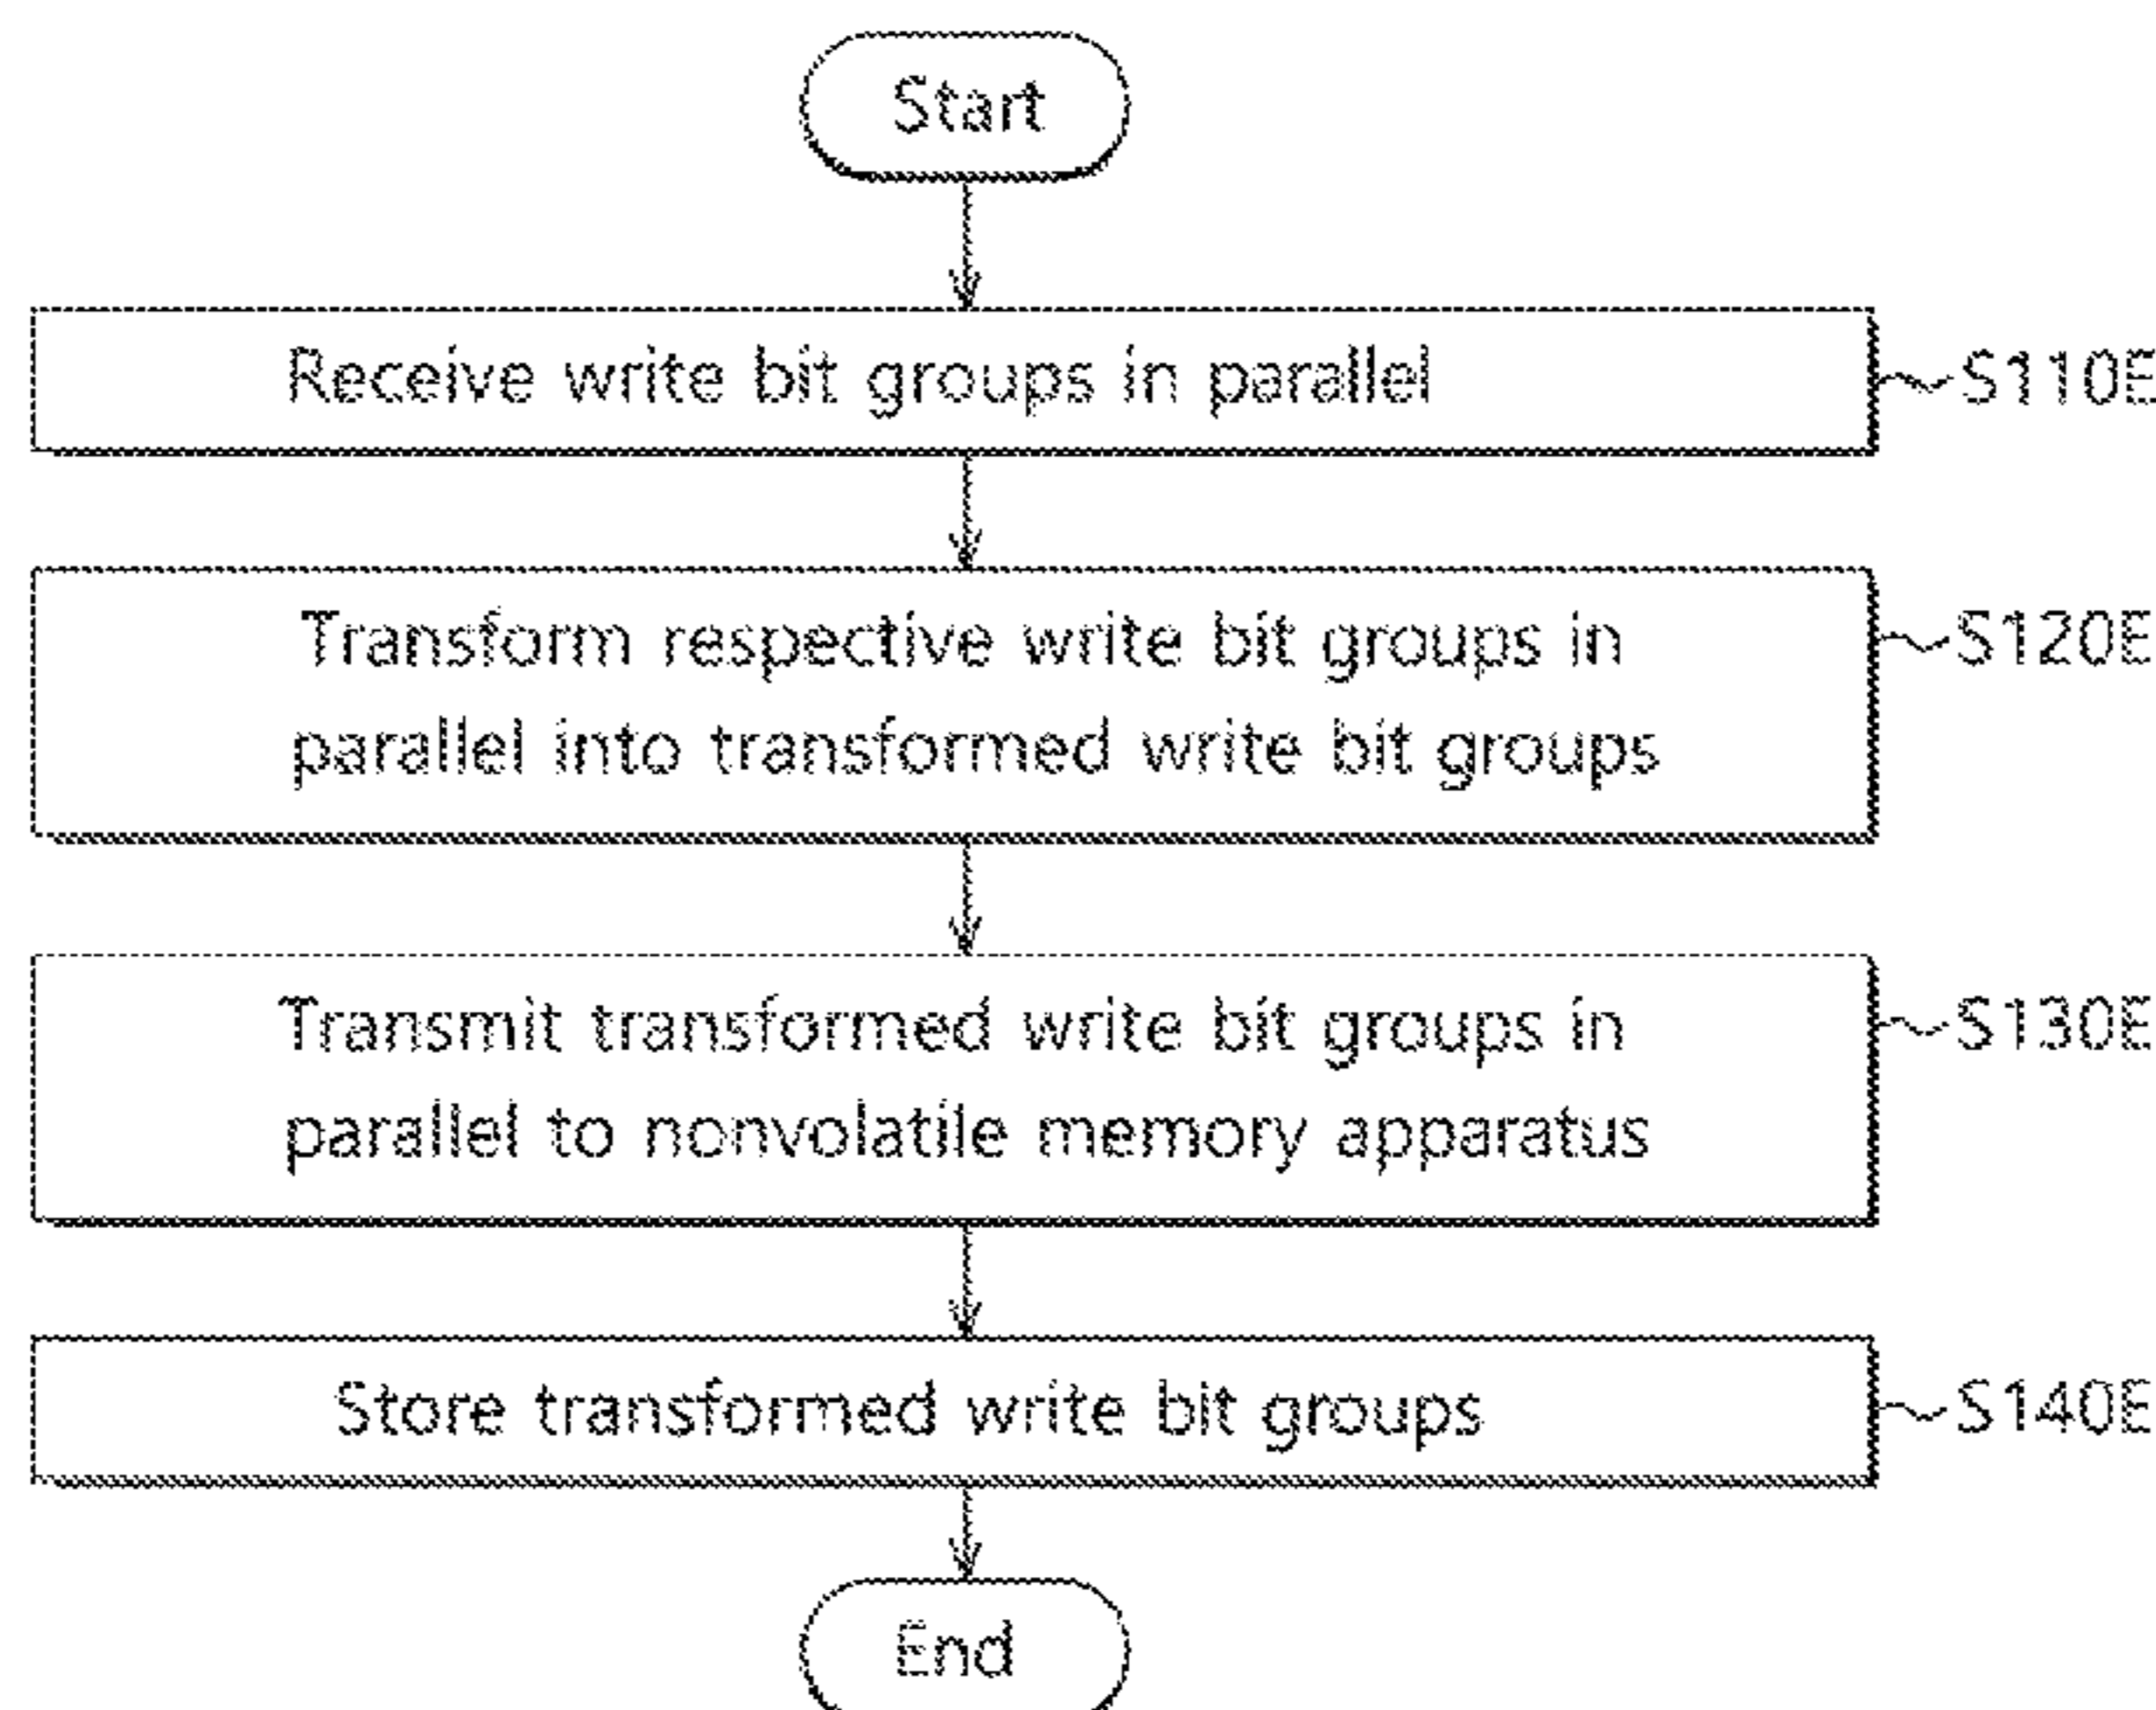 Start
Receive write bit groups in parallel
S110E
Transform respective write bit groups in
S120E
parallel into transformed write bit groups
Transmit transformed write bit groups in
S130E
parallel to nonvolatile memory apparatus
Store transformed write bit groups
S140E
End